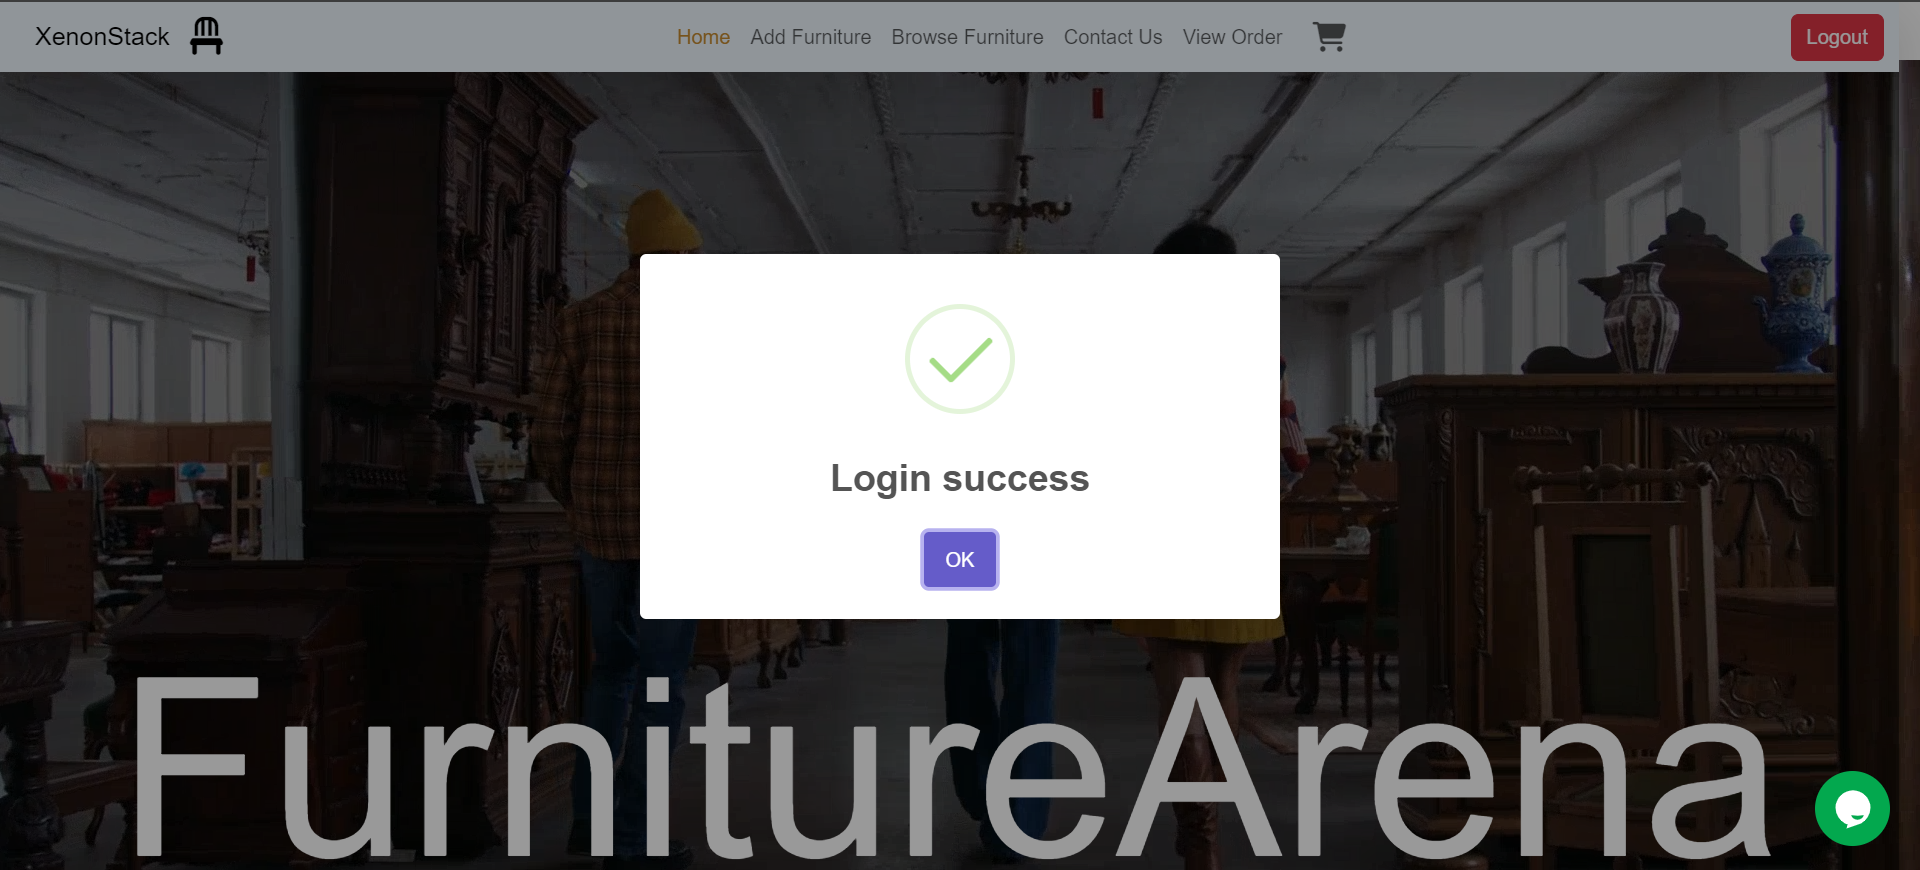 XenonStack
Home Add Furniture Browse Furniture Contact Us View Order
Logout
Login success
OK
FurnitureArena